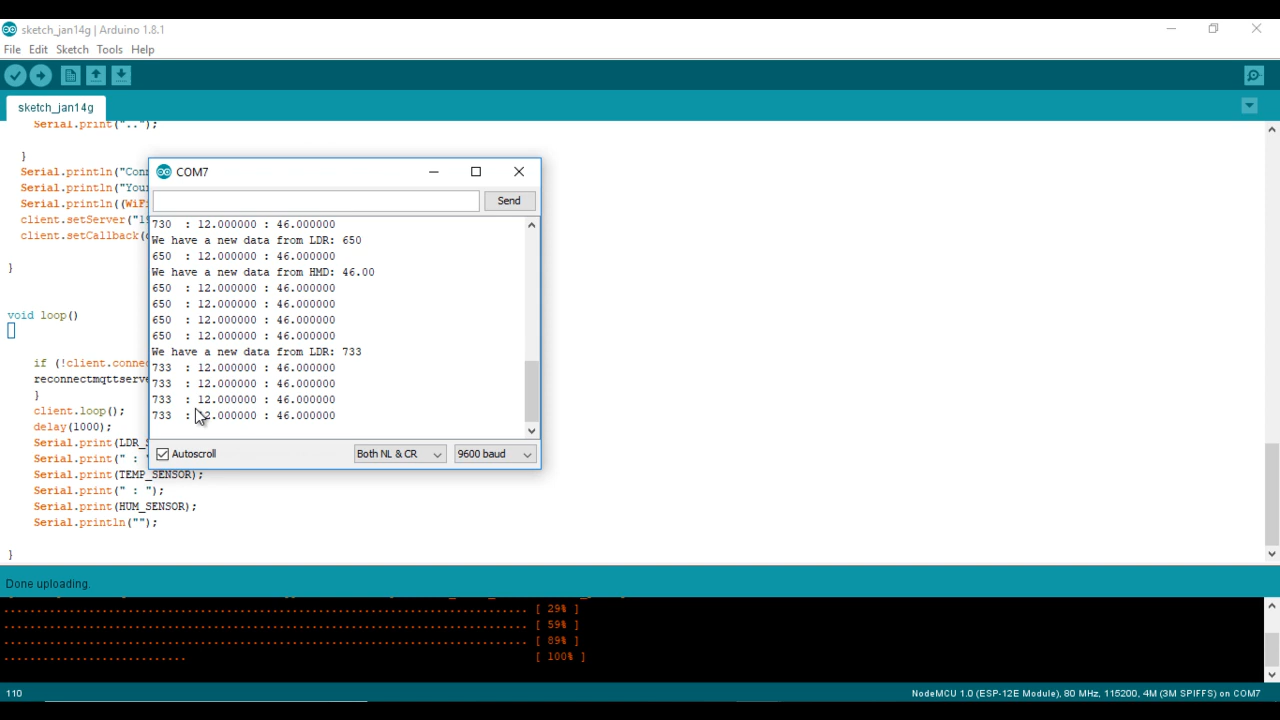 sketch_jan14g | Arduino 1.8.1
File Edit Sketch Tools Help
sketch_jan14g
Serial.print("..");
}
Serial.println("Con
Serial.println("You
Serial.println((WiFi
client.setServer("19
client.setCallback(c
}
void loop()
if (!client.conne
reconnectmqttserve
}
client.loop();
delay(1000);
Serial.print(LDR_S
Serial.print(" : "
Serial.print(TEMP_SENSOR);
Serial.print(" : ");
Serial.print(HUM_SENSOR);
Serial.println("");
}
COM7
Send
730 : 12.000000 : 46.000000
We have a new data from LDR: 650
650 : 12.000000 : 46.000000
We have a new data from HMD: 46.00
650 : 12.000000 : 46.000000
650 : 12.000000 : 46.000000
650 : 12.000000 : 46.000000
650 : 12.000000 : 46.000000
We have a new data from LDR: 733
733 : 12.000000 : 46.000000
733 : 12.000000 : 46.000000
733 : 12.000000 : 46.000000
733 : 12.000000 : 46.000000
Autoscroll
Both NL & CR
9600 baud
Done uploading.
................................................................................ [ 29% ]
................................................................................ [ 59% ]
................................................................................ [ 89% ]
............................ [ 100% ]
110
NodeMCU 1.0 (ESP-12E Module), 80 MHz, 115200, 4M (3M SPIFFS) on COM7